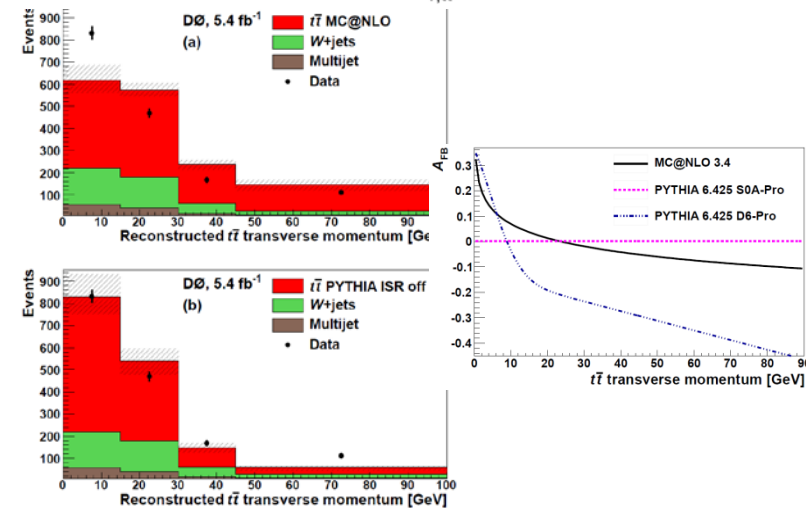 Events
900
800
700
600
500
400
300
200
100
DØ, 5.4 fb⁻¹
(a)
tt̄ MC@NLO
W+jets
Multijet
Data
0 10 20 30 40 50 60 70 80 90
Reconstructed tt̄ transverse momentum [Ge
Events
900
800
700
600
500
400
300
200
100
DØ, 5.4 fb⁻¹
(b)
tt̄ PYTHIA ISR off
W+jets
Multijet
Data
0 10 20 30 40 50 60 70 80 90 100
Reconstructed tt̄ transverse momentum [GeV]
A_FB
0.3
0.2
0.1
0
-0.1
-0.2
-0.3
-0.4
MC@NLO 3.4
PYTHIA 6.425 S0A-Pro
PYTHIA 6.425 D6-Pro
0 10 20 30 40 50 60 70 80 90
tt̄ transverse momentum [GeV]